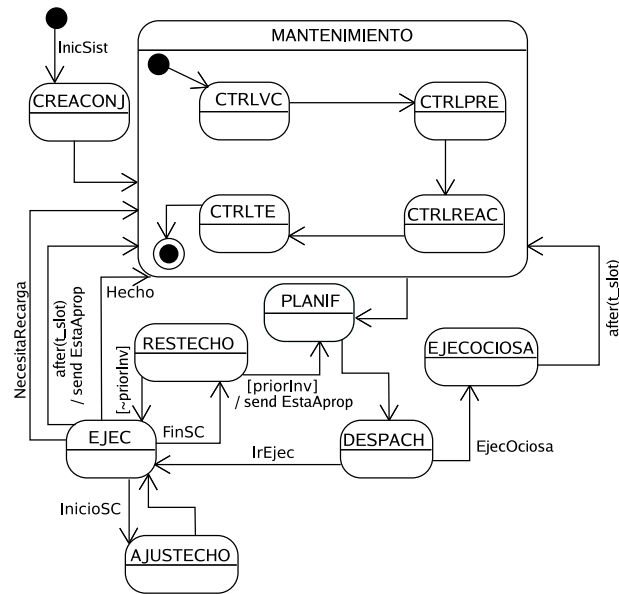 InicSist
MANTENIMIENTO
CREACONJ
CTRLVC
CTRLPRE
CTRLTE
CTRLREAC
NecesitaRecarga
after(t_slot)
/ send EstaAprop
Hecho
PLANIF
after(t_slot)
RESTECHO
EJECOCIOSA
[~priorInv]
[priorInv]
/ send EstaAprop
EJEC
FinSC
DESPACH
IrEjec
EjecOciosa
InicioSC
AJUSTECHO